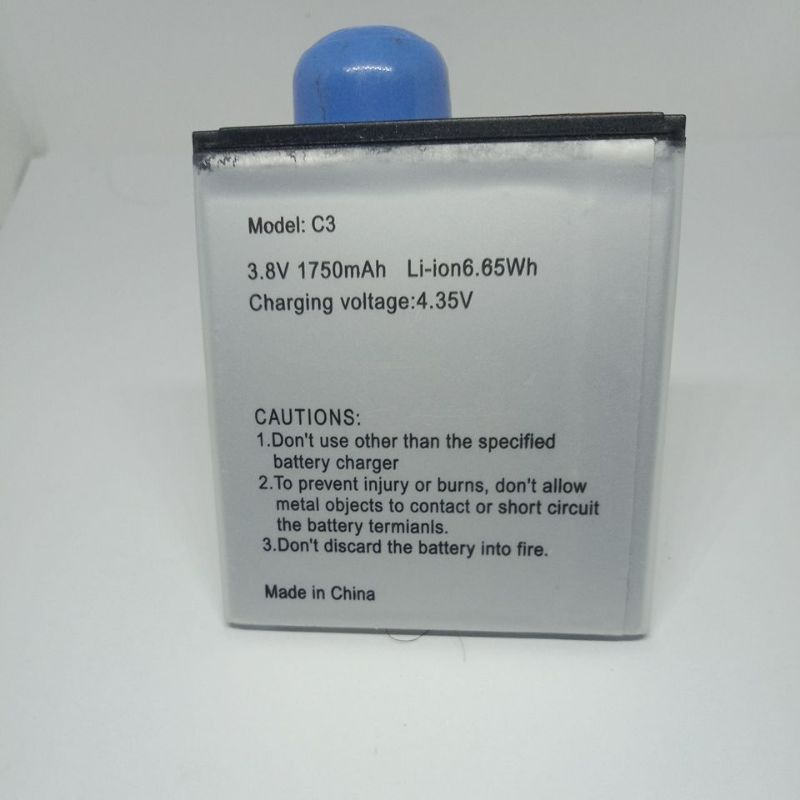 Model: C3
3.8V 1750mAh Li-ion6.65Wh
Charging voltage:4.35V
CAUTIONS:
1.Don't use other than the specified
battery charger
2.To prevent injury or burns, don't allow
metal objects to contact or short circuit
the battery termianls.
3.Don't discard the battery into fire.
Made in China